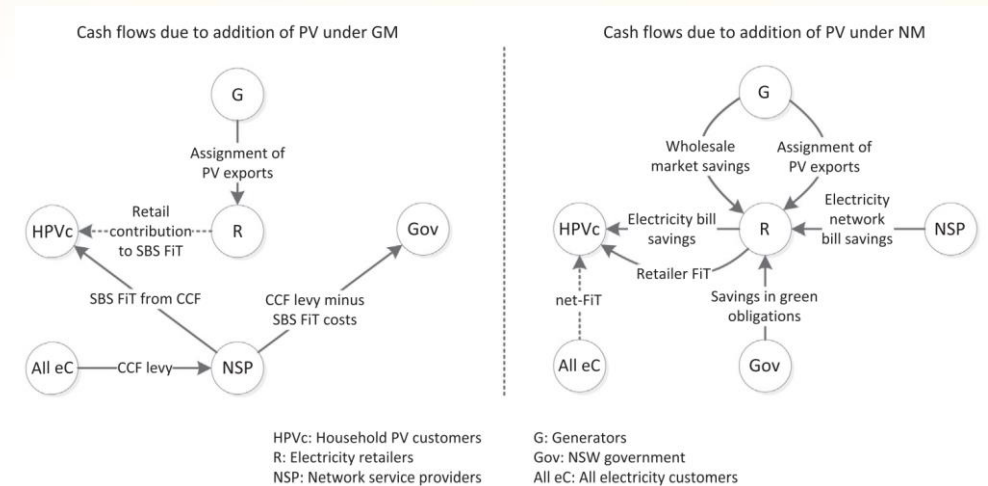 Cash flows due to addition of PV under GM
G
Assignment of
PV exports
HPVc
Retail
contribution
to SBS FiT
R
Gov
SBS FiT from CCF
CCF levy minus
SBS FiT costs
All eC
CCF levy
NSP
Cash flows due to addition of PV under NM
G
Wholesale
market savings
Assignment of
PV exports
HPVc
Electricity bill
savings
R
Electricity
network
bill savings
NSP
Retailer FiT
net-FiT
Savings in green
obligations
All eC
Gov
HPVc: Household PV customers
R: Electricity retailers
NSP: Network service providers
G: Generators
Gov: NSW government
All eC: All electricity customers